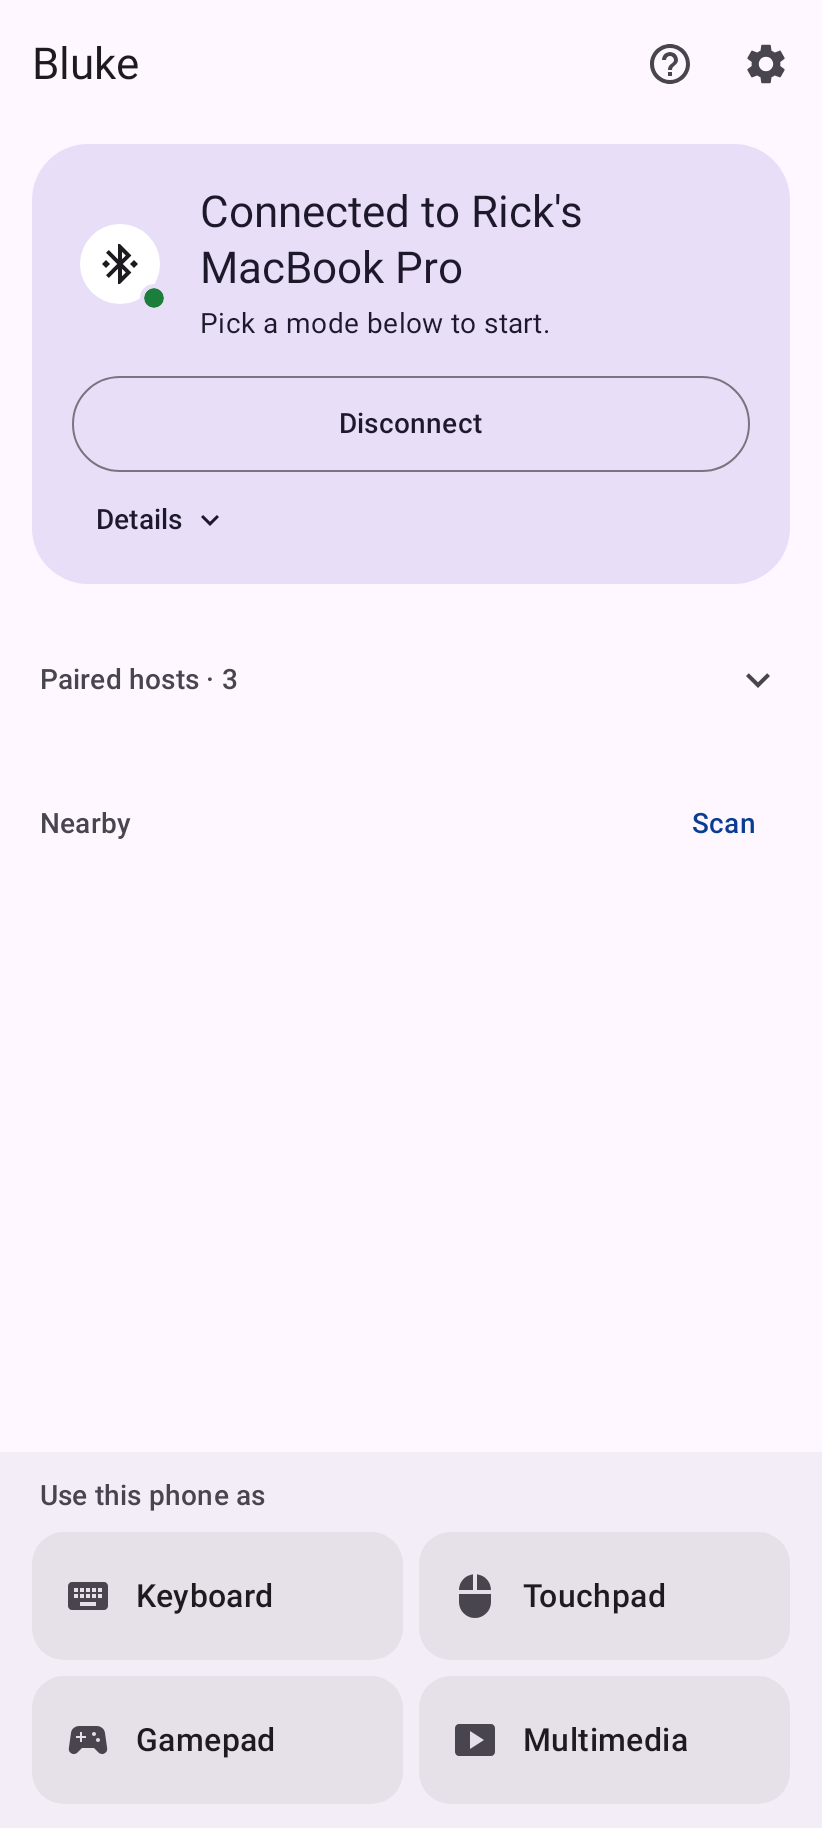 Bluke
Connected to Rick's
MacBook Pro
Pick a mode below to start.
Disconnect
Details
Paired hosts · 3
Nearby
Scan
Use this phone as
Keyboard
Touchpad
Gamepad
Multimedia